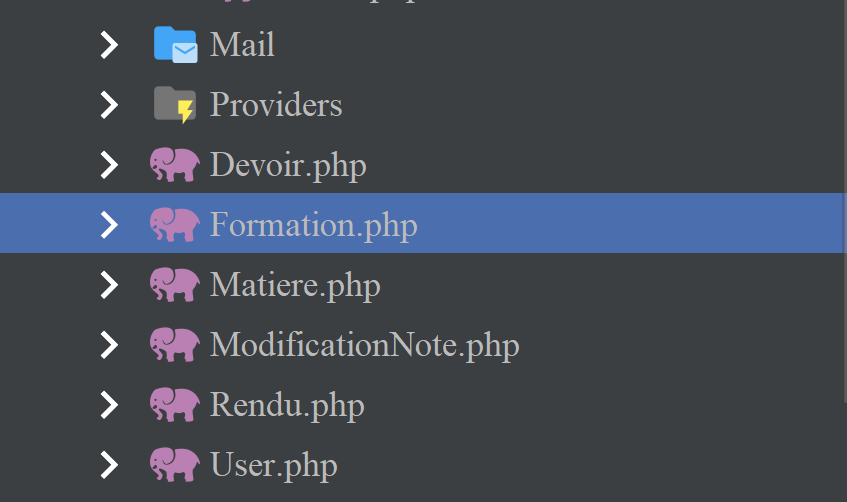 Mail
Providers
Devoir.php
Formation.php
Matiere.php
ModificationNote.php
Rendu.php
User.php